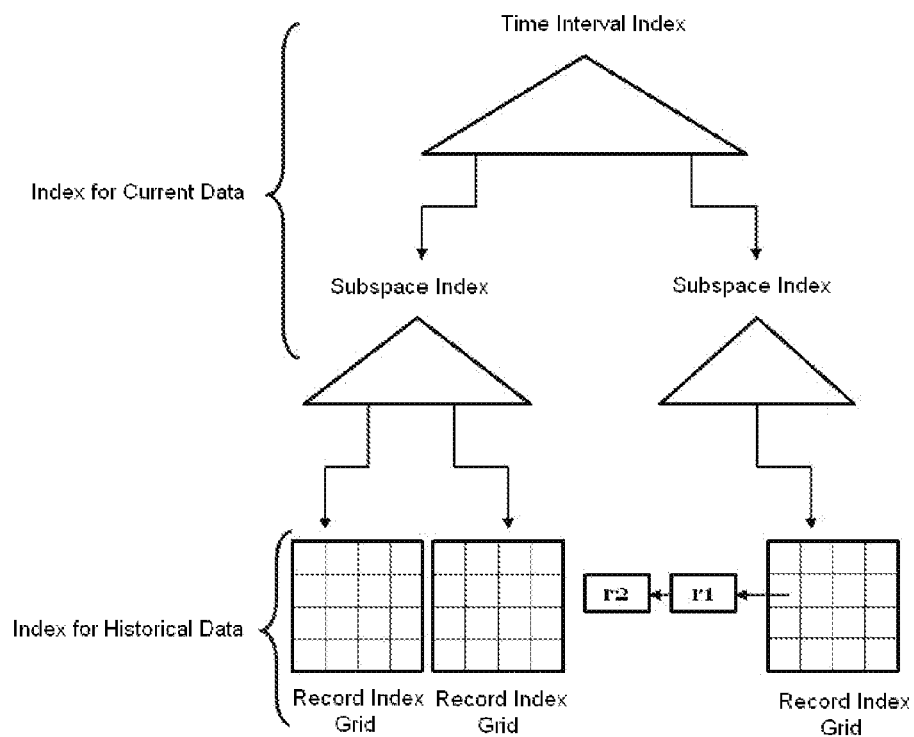 Time Interval Index
Index for Current Data
Subspace Index
Subspace Index
r2
r1
Index for Historical Data
Record Index
Grid
Record Index
Grid
Record Index
Grid